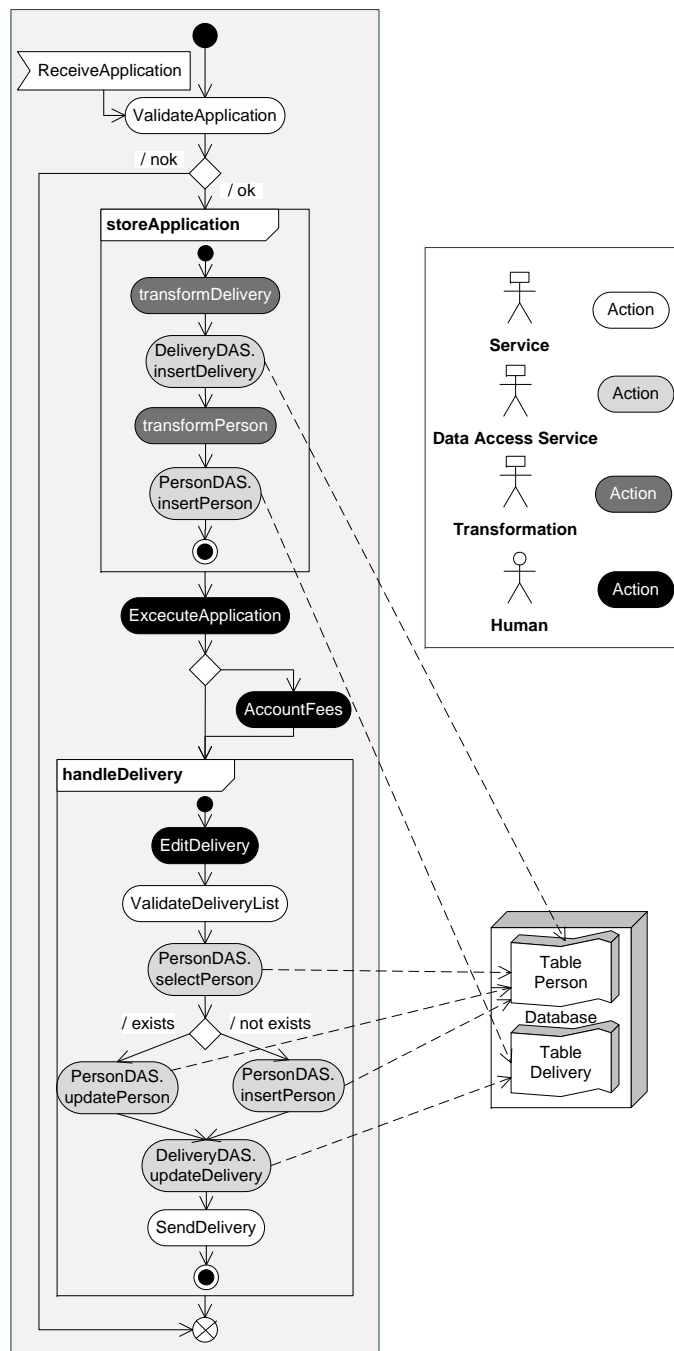 ReceiveApplication
ValidateApplication
/ nok
/ ok
storeApplication
transformDelivery
DeliveryDAS.
insertDelivery
transformPerson
PersonDAS.
insertPerson
ExcecuteApplication
AccountFees
handleDelivery
EditDelivery
ValidateDeliveryList
PersonDAS.
selectPerson
/ exists
/ not exists
PersonDAS.
updatePerson
PersonDAS.
insertPerson
DeliveryDAS.
updateDelivery
SendDelivery
Action
Service
Action
Data Access Service
Action
Transformation
Action
Human
Table
Person
Database
Table
Delivery